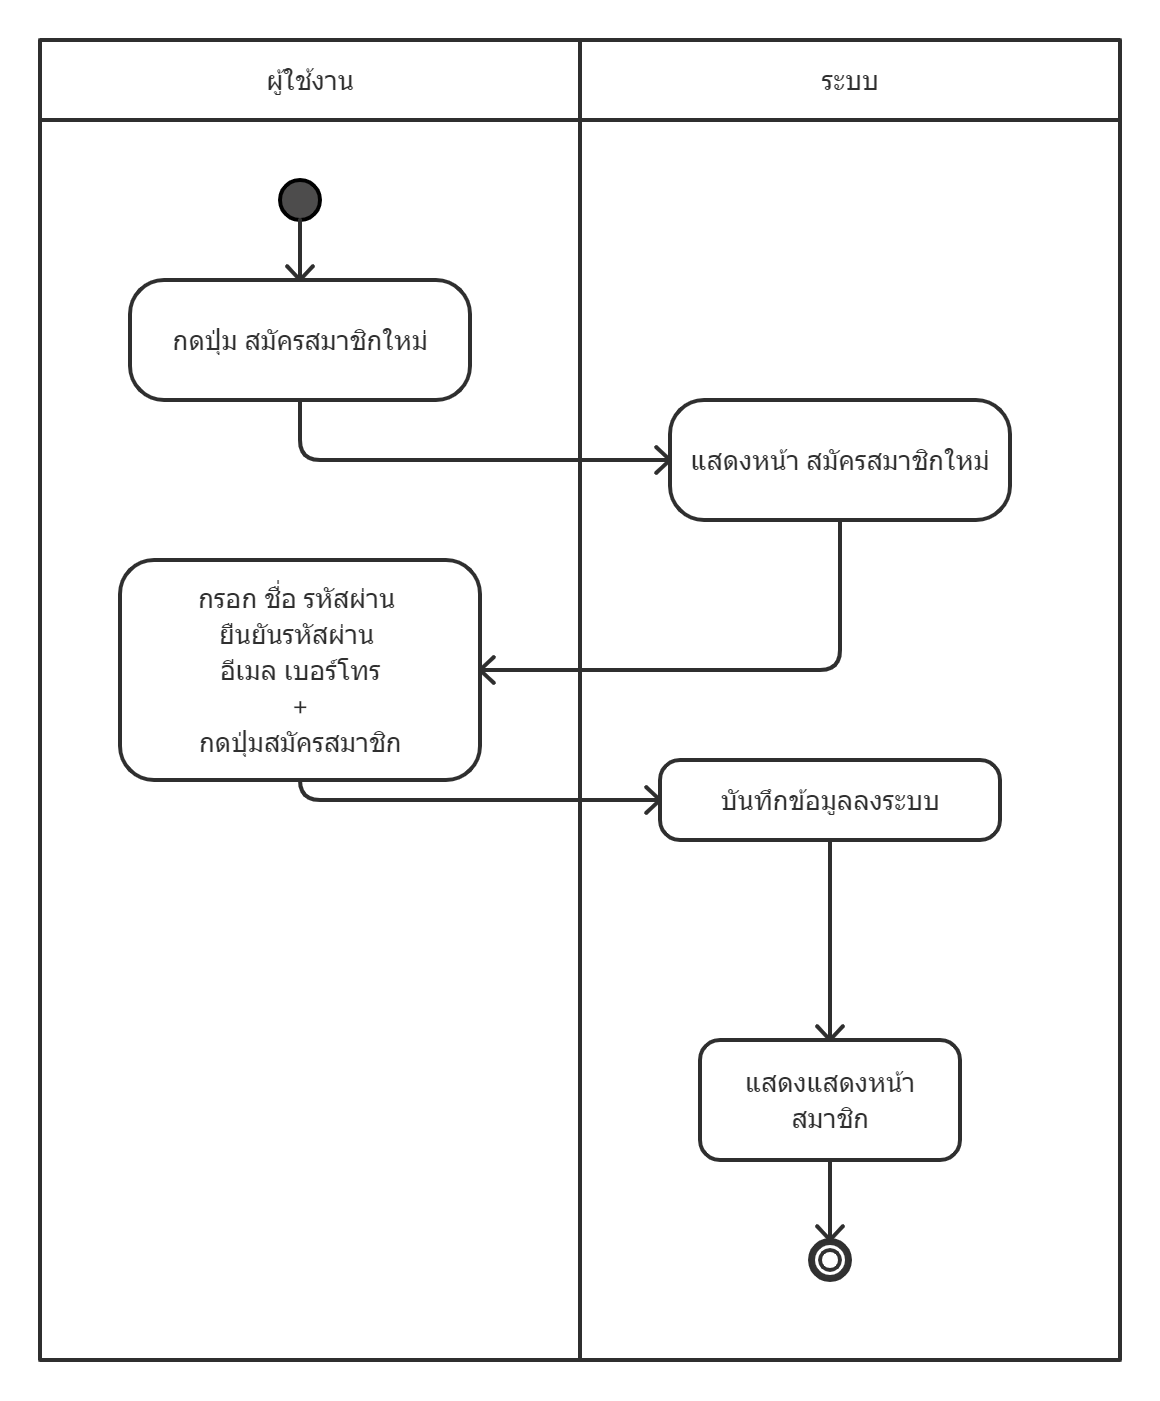 ผู้ใช้งาน
ระบบ
กดปุ่ม สมัครสมาชิกใหม่
แสดงหน้า สมัครสมาชิกใหม่
กรอก ชื่อ รหัสผ่าน
ยืนยันรหัสผ่าน
อีเมล เบอร์โทร
+
กดปุ่มสมัครสมาชิก
บันทึกข้อมูลลงระบบ
แสดงแสดงหน้า
สมาชิก